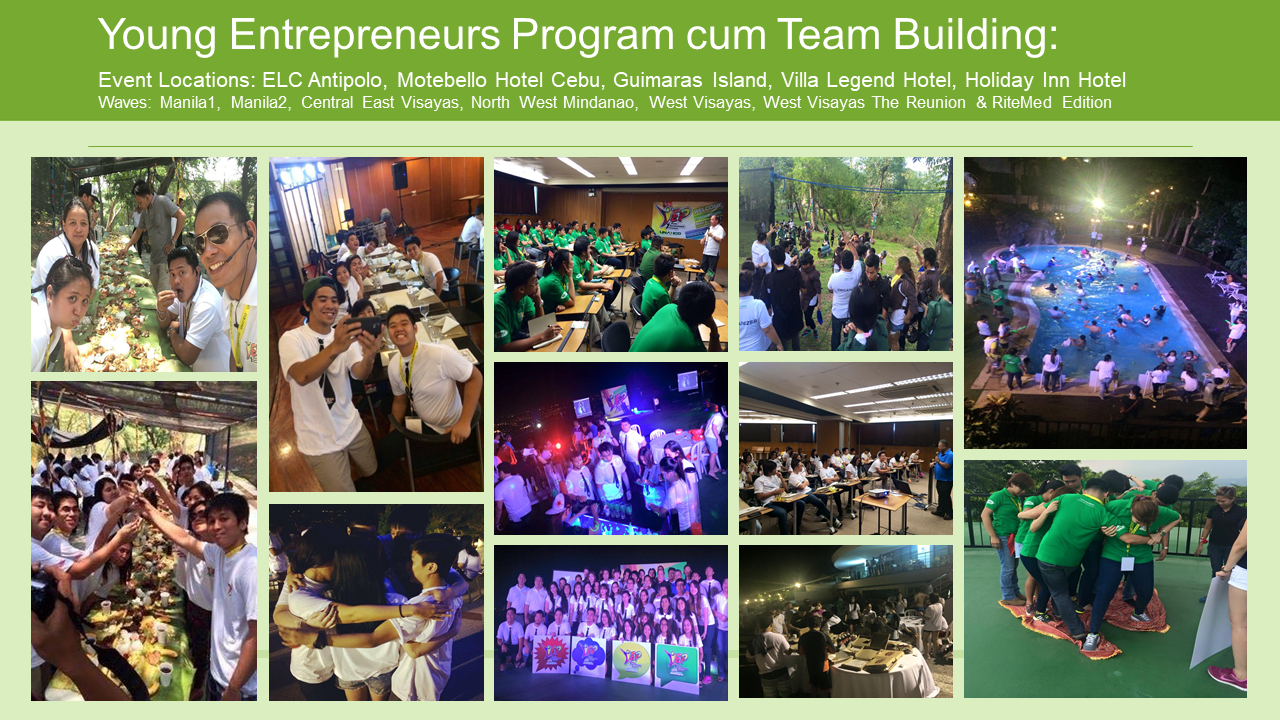 Young Entrepreneurs Program cum Team Building:
Event Locations: ELC Antipolo, Motebello Hotel Cebu, Guimaras Island, Villa Legend Hotel, Holiday Inn Hotel
Waves: Manila1, Manila2, Central East Visayas, North West Mindanao, West Visayas, West Visayas The Reunion & RiteMed Edition
YEP
UNAHCO